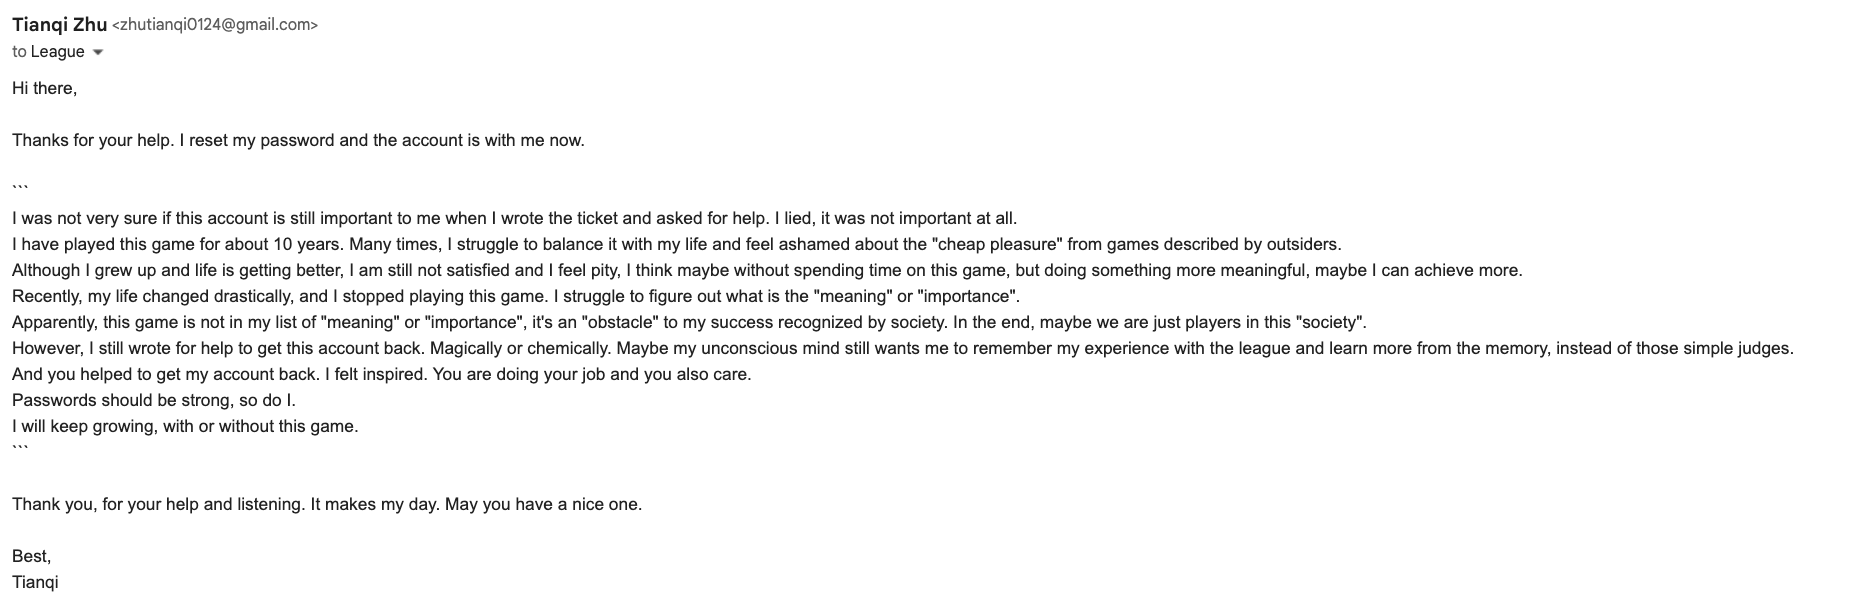 Tianqi Zhu <zhutianqi0124@gmail.com>
to League
Hi there,
Thanks for your help. I reset my password and the account is with me now.
```
I was not very sure if this account is still important to me when I wrote the ticket and asked for help. I lied, it was not important at all.
I have played this game for about 10 years. Many times, I struggle to balance it with my life and feel ashamed about the "cheap pleasure" from games described by outsiders.
Although I grew up and life is getting better, I am still not satisfied and I feel pity, I think maybe without spending time on this game, but doing something more meaningful, maybe I can achieve more.
Recently, my life changed drastically, and I stopped playing this game. I struggle to figure out what is the "meaning" or "importance".
Apparently, this game is not in my list of "meaning" or "importance", it's an "obstacle" to my success recognized by society. In the end, maybe we are just players in this "society".
However, I still wrote for help to get this account back. Magically or chemically. Maybe my unconscious mind still wants me to remember my experience with the league and learn more from the memory, instead of those simple judges.
And you helped to get my account back. I felt inspired. You are doing your job and you also care.
Passwords should be strong, so do I.
I will keep growing, with or without this game.
```
Thank you, for your help and listening. It makes my day. May you have a nice one.
Best,
Tianqi